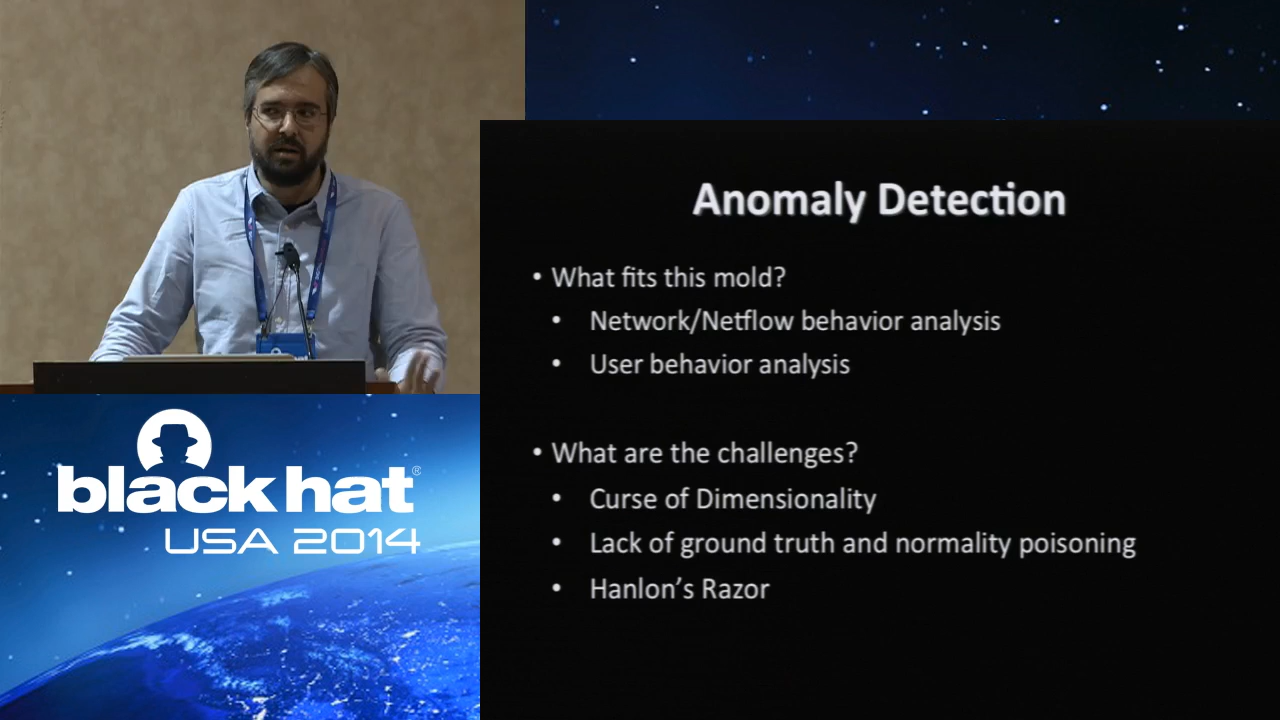 Anomaly Detection
• What fits this mold?
• Network/Netflow behavior analysis
• User behavior analysis
• What are the challenges?
• Curse of Dimensionality
• Lack of ground truth and normality poisoning
• Hanlon's Razor
black hat®
USA 2014